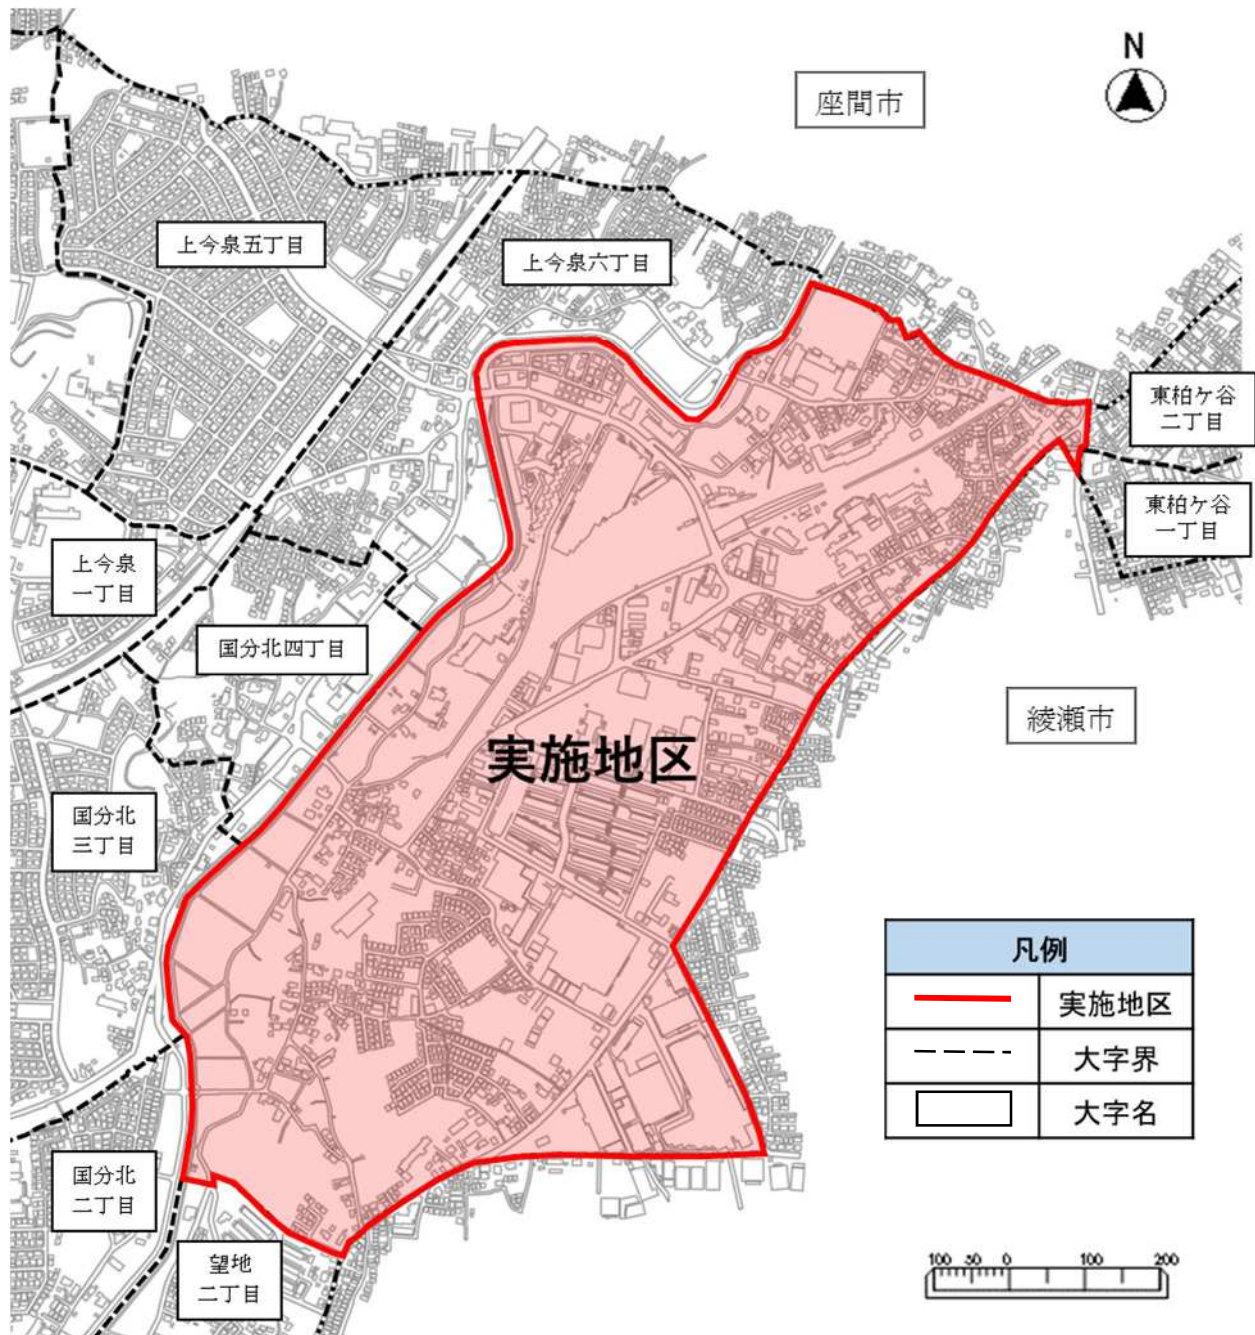 N
座間市
上今泉五丁目
上今泉六丁目
東柏ケ谷
二丁目
東柏ケ谷
一丁目
上今泉
一丁目
国分北四丁目
綾瀬市
実施地区
国分北
三丁目
凡例
実施地区
大字界
大字名
国分北
二丁目
望地
二丁目
100 50 0 100 200